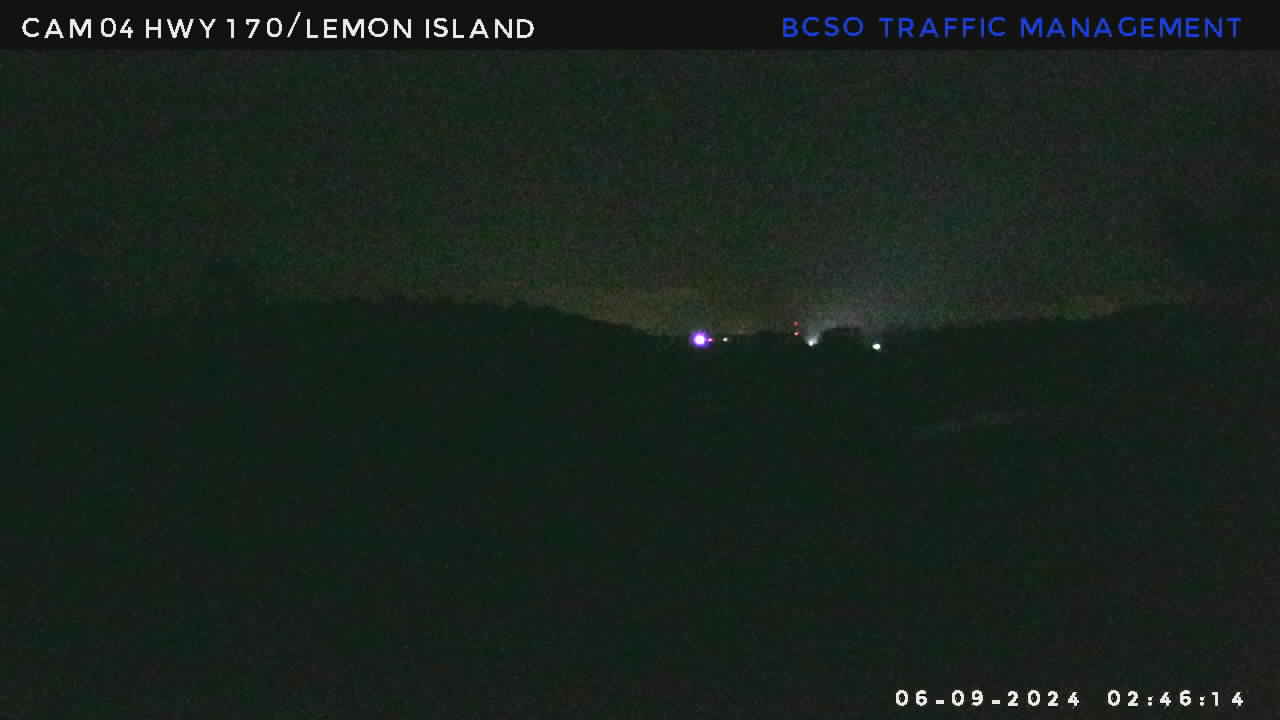 CAM04 HWY 170/LEMON ISLAND
BCSO TRAFFIC MANAGEMENT
06-09-2024 02:46:14